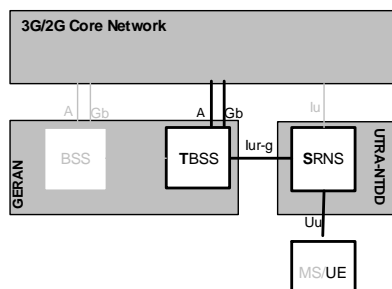 3G/2G Core Network
A
Gb
A
Gb
Iu
GERAN
BSS
TBSS
Iur-g
SRNS
UTRA-NTDD
Uu
MS/UE